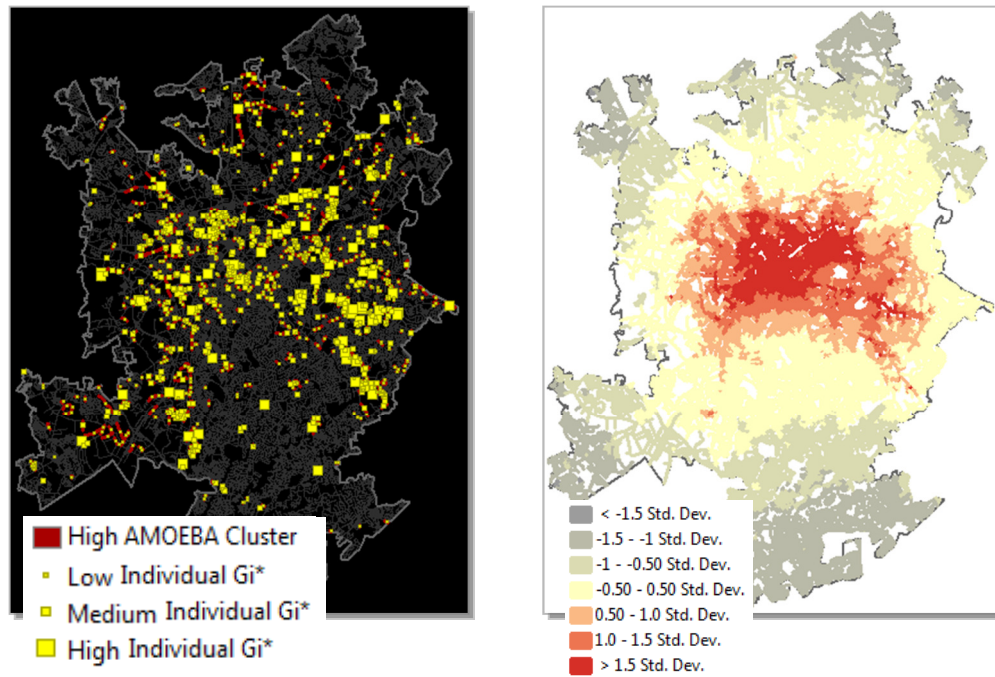 High AMOEBA Cluster
Low Individual Gi*
Medium Individual Gi*
High Individual Gi*
< -1.5 Std. Dev.
-1.5 - -1 Std. Dev.
-1 - -0.50 Std. Dev.
-0.50 - 0.50 Std. Dev.
0.50 - 1.0 Std. Dev.
1.0 - 1.5 Std. Dev.
> 1.5 Std. Dev.